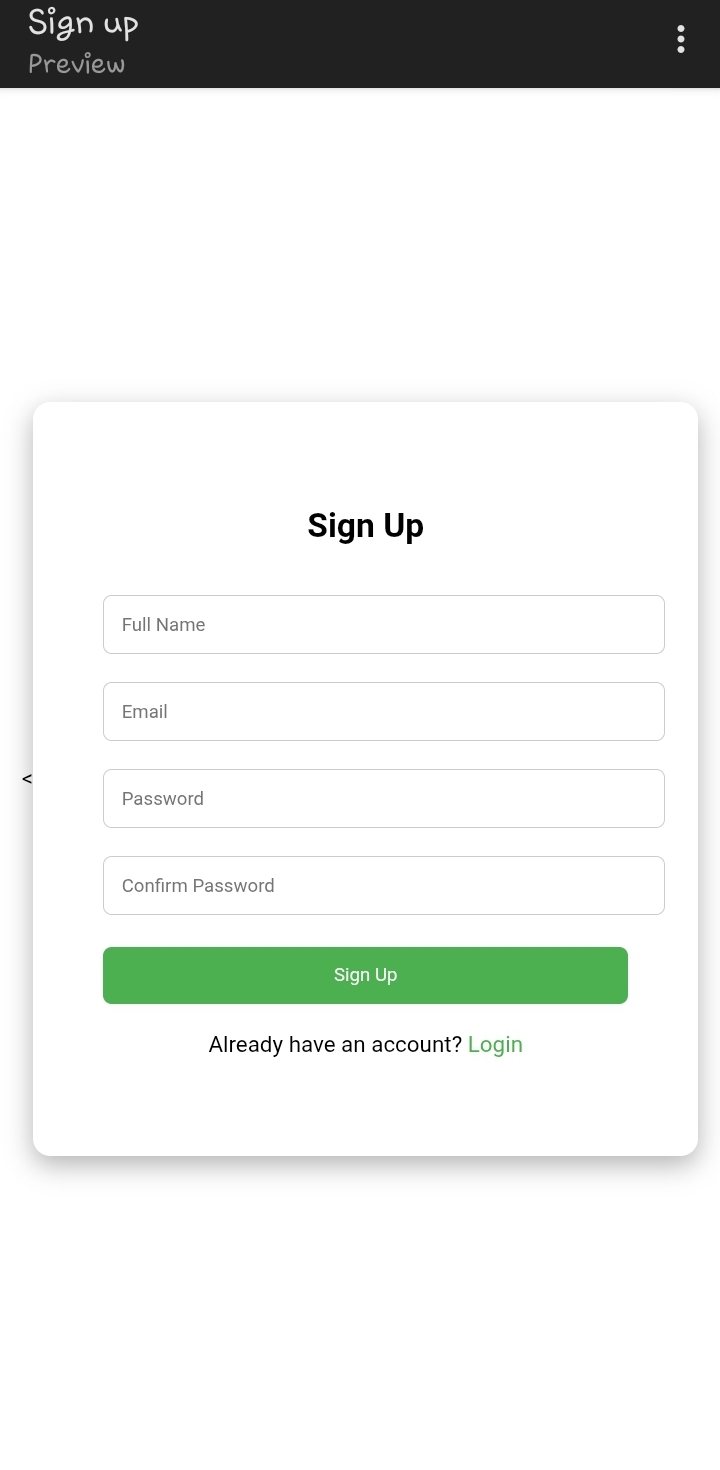 Sign up
Preview
Sign Up
Full Name
Email
<
Password
Confirm Password
Sign Up
Already have an account? Login